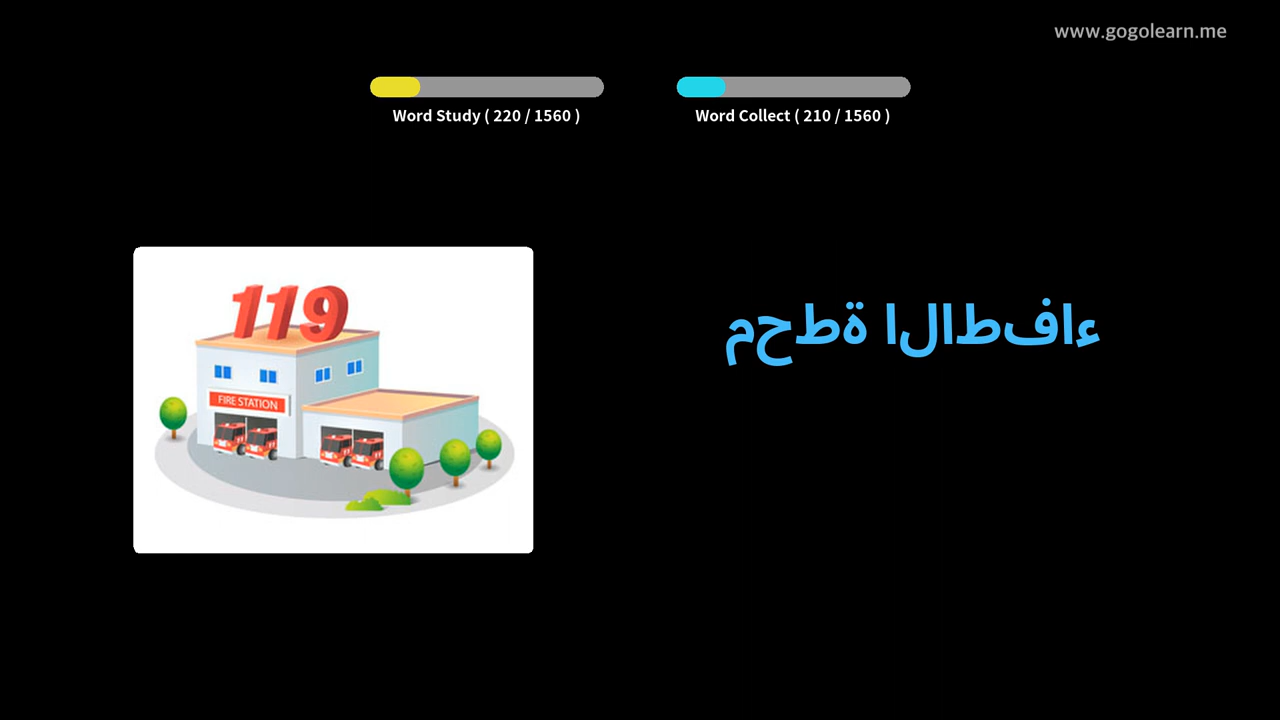 www.gogolearn.me
Word Study ( 220 / 1560 )
Word Collect ( 210 / 1560 )
119
FIRE STATION
محطة الاطفاء